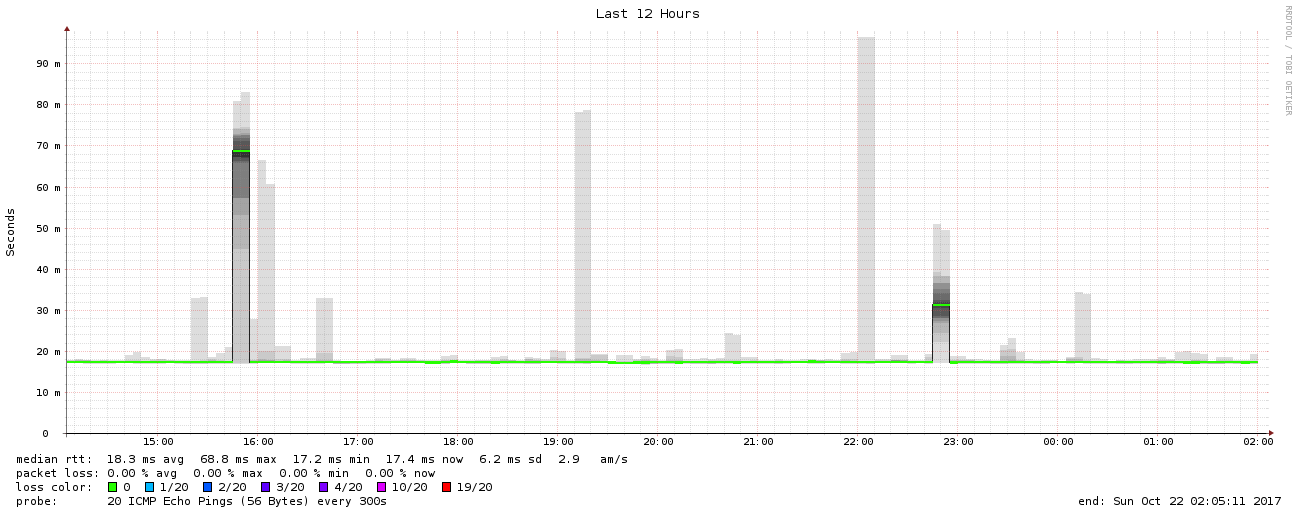 Last 12 Hours
RRDTOOL / TOBI OETIKER
Seconds
90 m
80 m
70 m
60 m
50 m
40 m
30 m
20 m
10 m
0
15:00 16:00 17:00 18:00 19:00 20:00 21:00 22:00 23:00 00:00 01:00 02:00
median rtt: 18.3 ms avg 68.8 ms max 17.2 ms min 17.4 ms now 6.2 ms sd 2.9 am/s
packet loss: 0.00 % avg 0.00 % max 0.00 % min 0.00 % now
loss color: 0 1/20 2/20 3/20 4/20 10/20 19/20
probe: 20 ICMP Echo Pings (56 Bytes) every 300s end: Sun Oct 22 02:05:11 2017